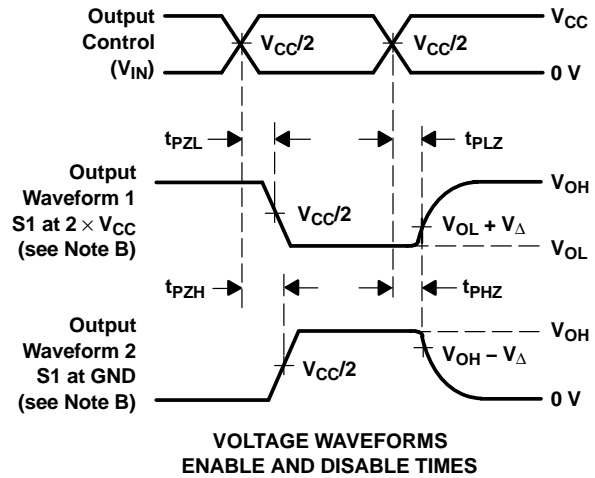 Output
Control
(VIN)
VCC/2
VCC/2
VCC
0 V
tPZL
tPLZ
Output
Waveform 1
S1 at 2 × VCC
(see Note B)
VCC/2
VOH
VOL + VΔ
VOL
tPZH
tPHZ
Output
Waveform 2
S1 at GND
(see Note B)
VCC/2
VOH
VOH − VΔ
0 V
VOLTAGE WAVEFORMS
ENABLE AND DISABLE TIMES